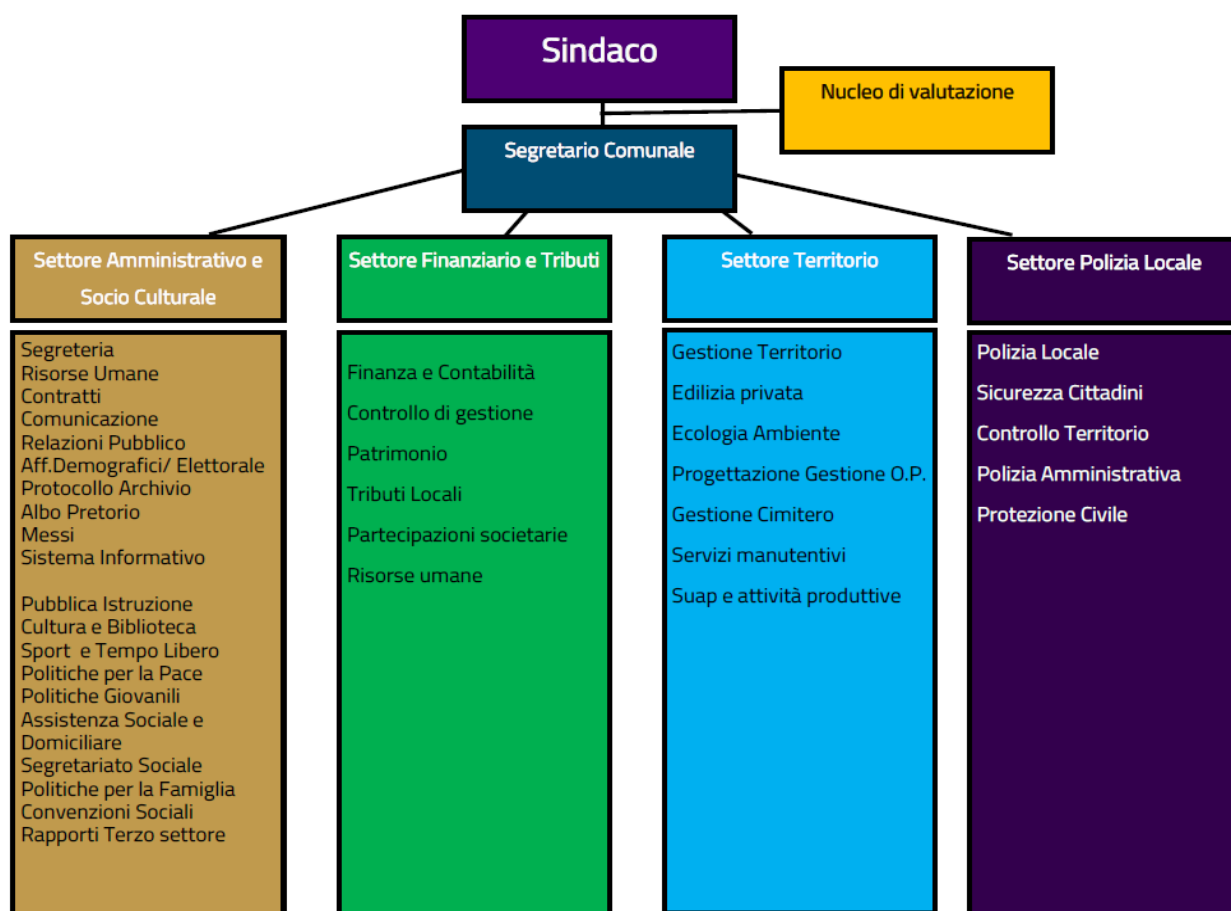 Sindaco
Nucleo di valutazione
Segretario Comunale
Settore Amministrativo e
Socio Culturale
Segreteria
Risorse Umane
Contratti
Comunicazione
Relazioni Pubblico
Aff.Demografici/ Elettorale
Protocollo Archivio
Albo Pretorio
Messi
Sistema Informativo
Pubblica Istruzione
Cultura e Biblioteca
Sport e Tempo Libero
Politiche per la Pace
Politiche Giovanili
Assistenza Sociale e
Domiciliare
Segretariato Sociale
Politiche per la Famiglia
Convenzioni Sociali
Rapporti Terzo settore
Settore Finanziario e Tributi
Finanza e Contabilità
Controllo di gestione
Patrimonio
Tributi Locali
Partecipazioni societarie
Risorse umane
Settore Territorio
Gestione Territorio
Edilizia privata
Ecologia Ambiente
Progettazione Gestione O.P.
Gestione Cimitero
Servizi manutentivi
Suap e attività produttive
Settore Polizia Locale
Polizia Locale
Sicurezza Cittadini
Controllo Territorio
Polizia Amministrativa
Protezione Civile